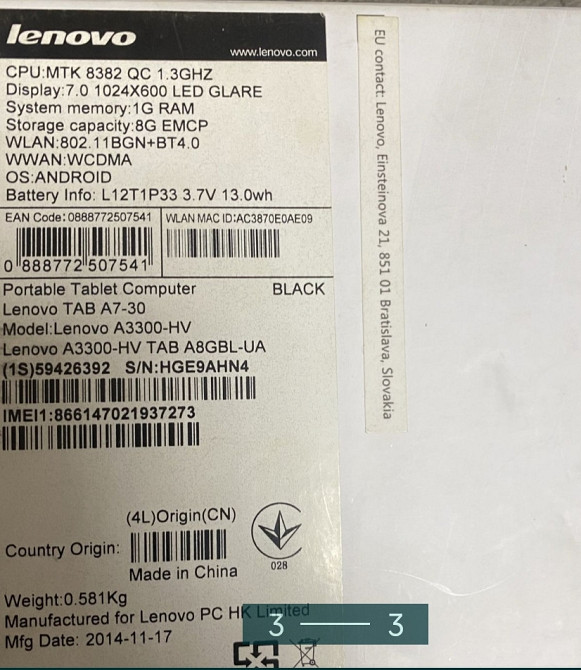 lenovo
www.lenovo.com
CPU:MTK 8382 QC 1.3GHZ
Display:7.0 1024X600 LED GLARE
System memory:1G RAM
Storage capacity:8G EMCP
WLAN:802.11BGN+BT4.0
WWAN:WCDMA
OS:ANDROID
Battery Info: L12T1P33 3.7V 13.0wh
EAN Code:0888772507541 WLAN MAC ID:AC3870E0AE09
0 888772 507541
Portable Tablet Computer BLACK
Lenovo TAB A7-30
Model:Lenovo A3300-HV
Lenovo A3300-HV TAB A8GBL-UA
(1S)59426392 S/N:HGE9AHN4
IMEI1:866147021937273
(4L)Origin(CN)
Country Origin:
Made in China
028
Weight:0.581Kg
Manufactured for Lenovo PC HK Limited
Mfg Date: 2014-11-17
EU contact: Lenovo, Einsteinova 21, 851 01 Bratislava, Slovakia
3 — 3